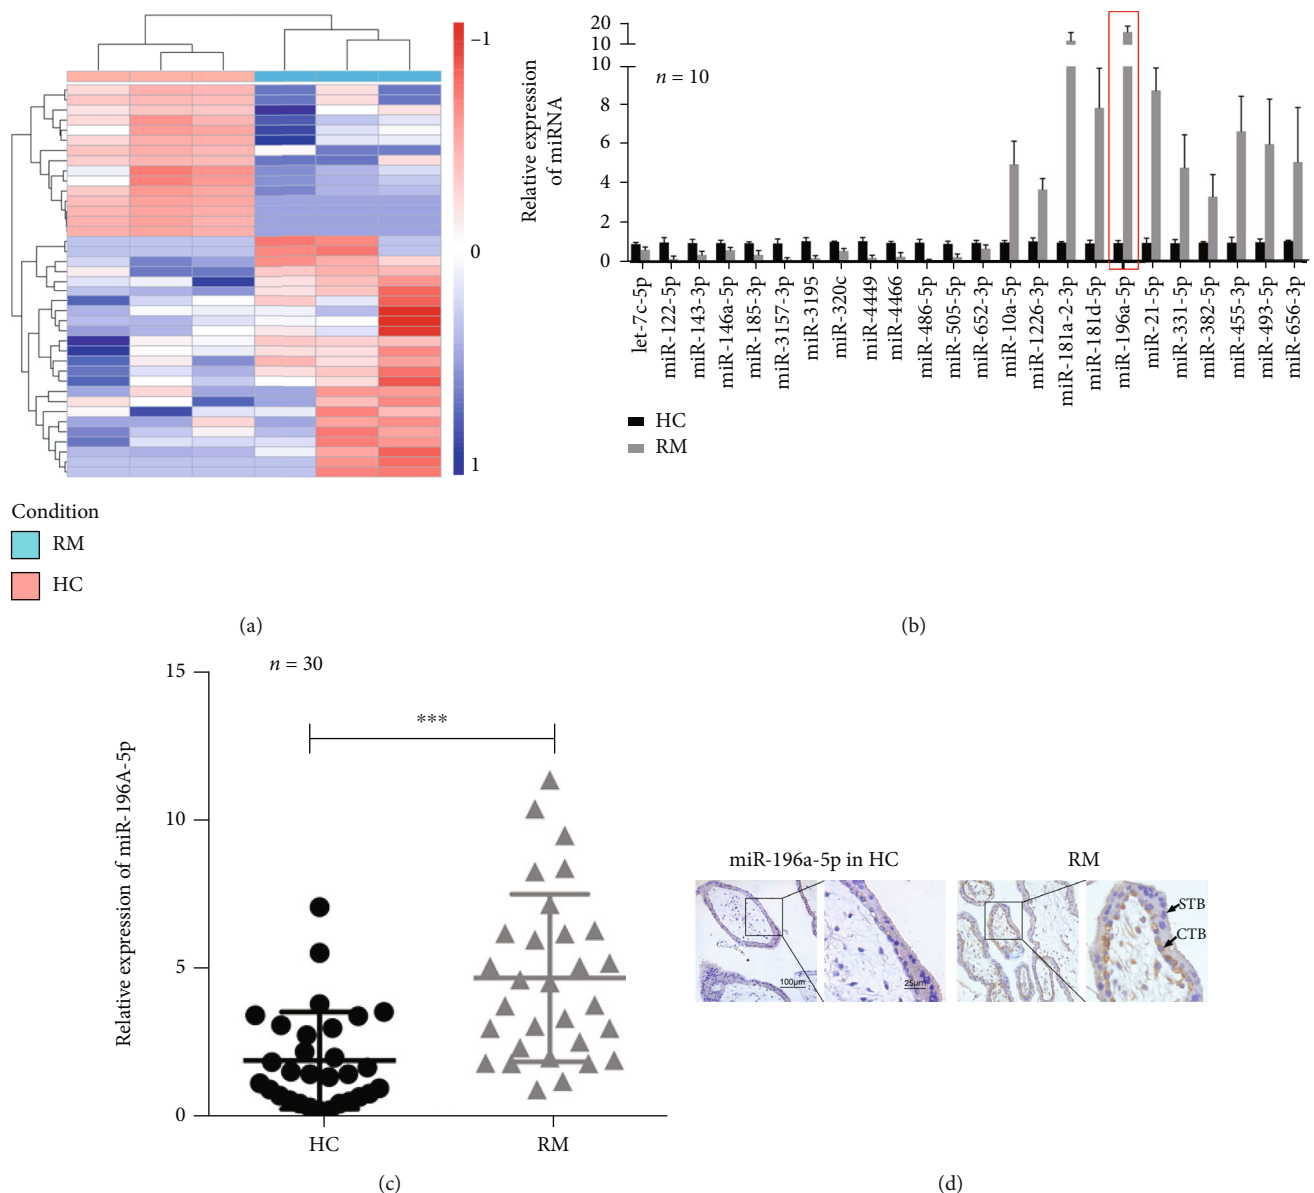 –1
0
1
Condition
RM
HC
(a)
Relative expression
of miRNA
20
10
10
8
6
4
2
0
n = 10
let-7c-5p
miR-122-5p
miR-143-3p
miR-146a-5p
miR-185-3p
miR-3157-3p
miR-3195
miR-320c
miR-4449
miR-4466
miR-486-5p
miR-505-5p
miR-652-3p
miR-10a-5p
miR-1226-3p
miR-181a-2-3p
miR-181d-5p
miR-196a-5p
miR-21-5p
miR-331-5p
miR-382-5p
miR-455-3p
miR-493-5p
miR-656-3p
HC
RM
(b)
Relative expression of miR-196A-5p
15
10
5
0
n = 30
***
HC
RM
(c)
miR-196a-5p in HC
RM
100μm
25μm
STB
CTB
(d)